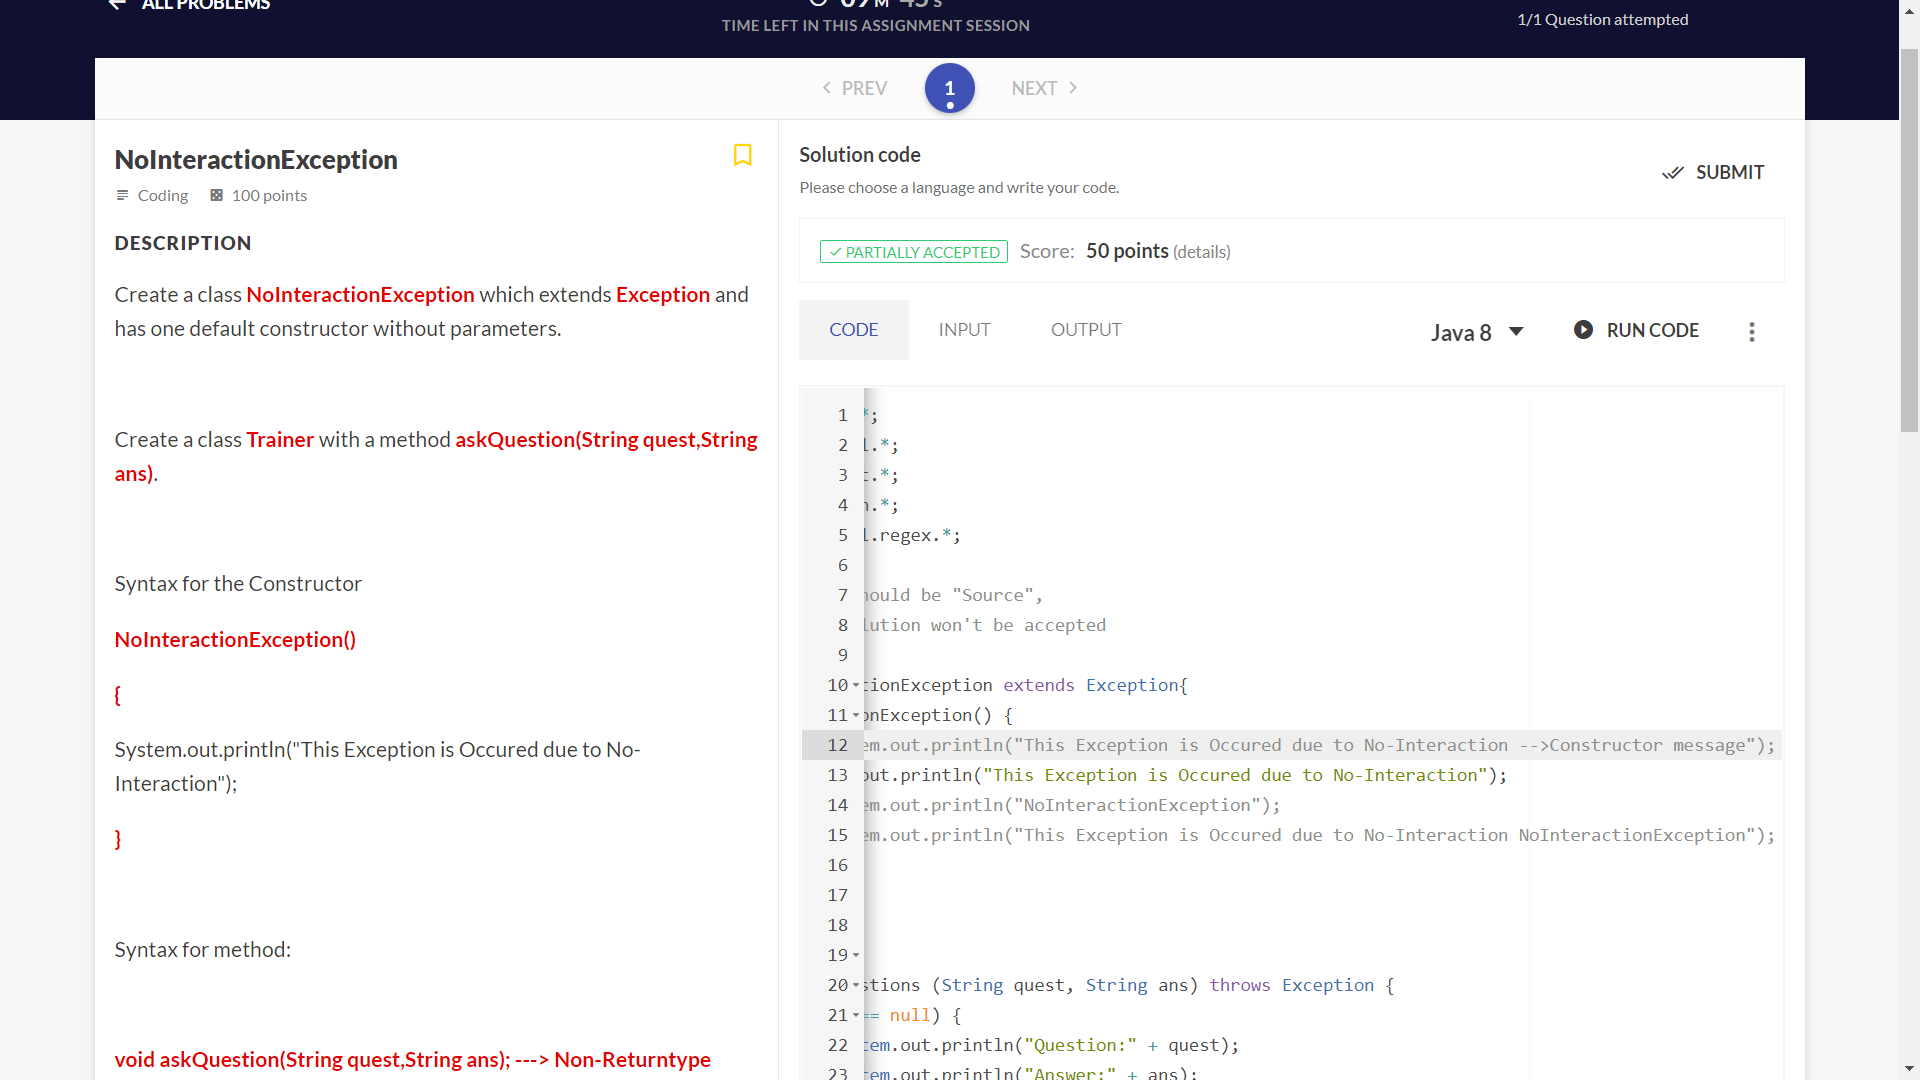 ALL PROBLEMS
TIME LEFT IN THIS ASSIGNMENT SESSION
1/1 Question attempted
PREV
1
NEXT
NoInteractionException
Coding
100 points
DESCRIPTION
Create a class NoInteractionException which extends Exception and
has one default constructor without parameters.
Create a class Trainer with a method askQuestion(String quest,String
ans).
Syntax for the Constructor
NoInteractionException()
{
System.out.println("This Exception is Occured due to No-
Interaction");
}
Syntax for method:
void askQuestion(String quest,String ans); ---> Non-Returntype
Solution code
Please choose a language and write your code.
SUBMIT
PARTIALLY ACCEPTED Score: 50 points (details)
CODE
INPUT
OUTPUT
Java 8
RUN CODE
1 *;
2 l.*;
3 t.*;
4 n.*;
5 l.regex.*;
6
7 hould be "Source",
8 lution won't be accepted
9
10 tionException extends Exception{
11 onException() {
12 em.out.println("This Exception is Occured due to No-Interaction -->Constructor message");
13 out.println("This Exception is Occured due to No-Interaction");
14 em.out.println("NoInteractionException");
15 em.out.println("This Exception is Occured due to No-Interaction NoInteractionException");
16
17
18
19
20 stions (String quest, String ans) throws Exception {
21 == null) {
22 tem.out.println("Question:" + quest);
23 tem.out.println("Answer:" + ans);